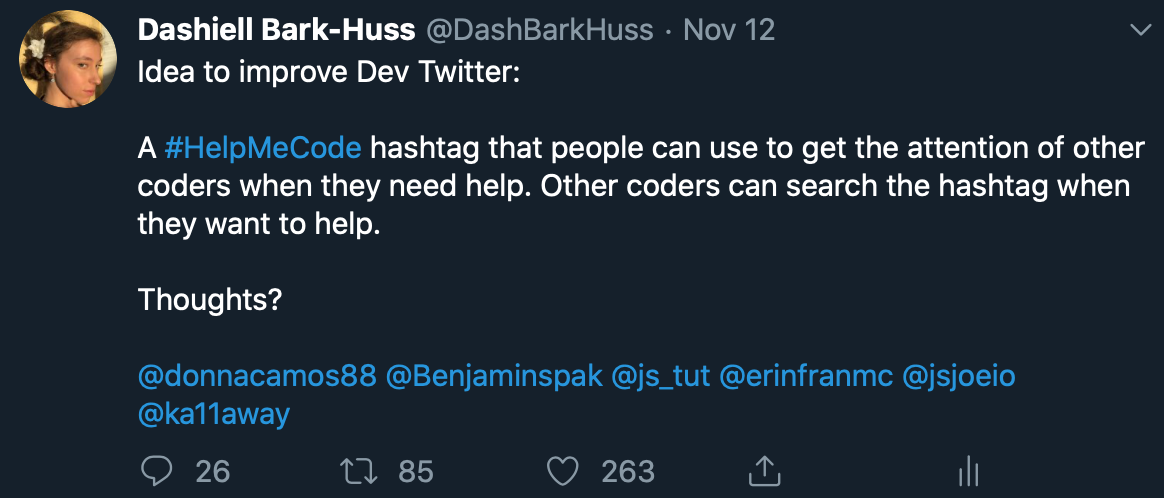 Dashiell Bark-Huss @DashBarkHuss · Nov 12
Idea to improve Dev Twitter:
A #HelpMeCode hashtag that people can use to get the attention of other
coders when they need help. Other coders can search the hashtag when
they want to help.
Thoughts?
@donnacamos88 @Benjaminspak @js_tut @erinfranmc @jsjoeio
@ka11away
26 85 263